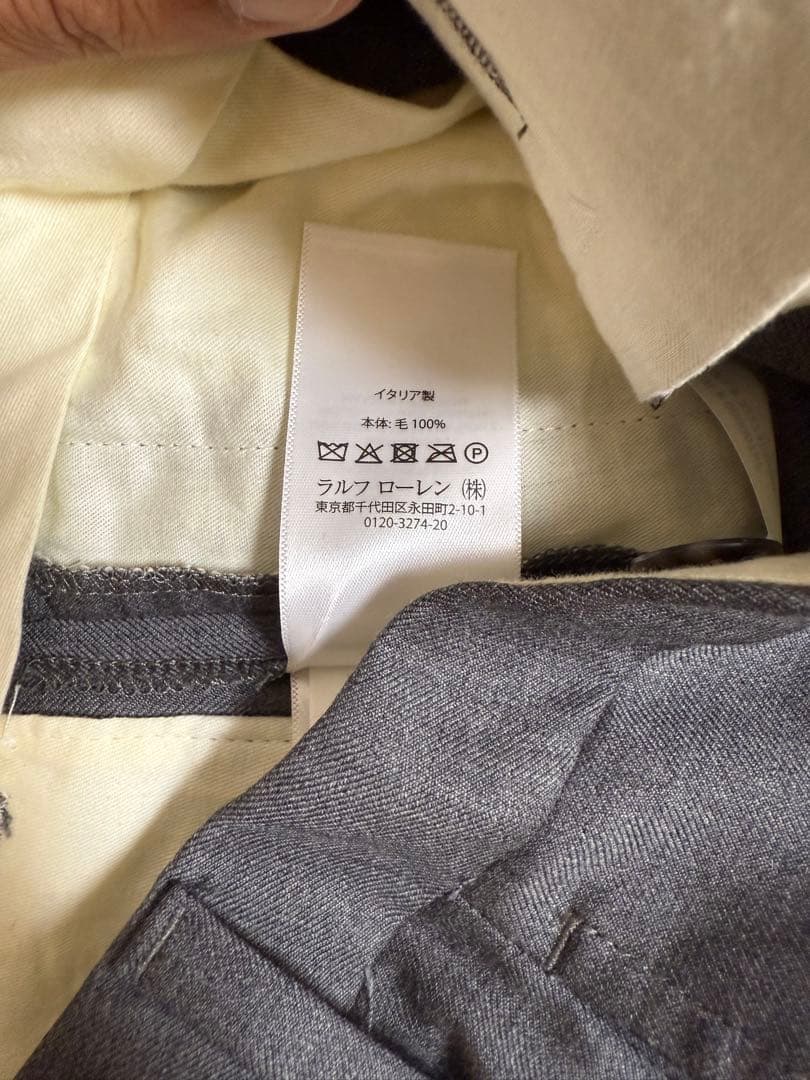 イタリア製
本体: 毛 100%
P
ラルフ ローレン (株)
東京都千代田区永田町2-10-1
0120-3274-20